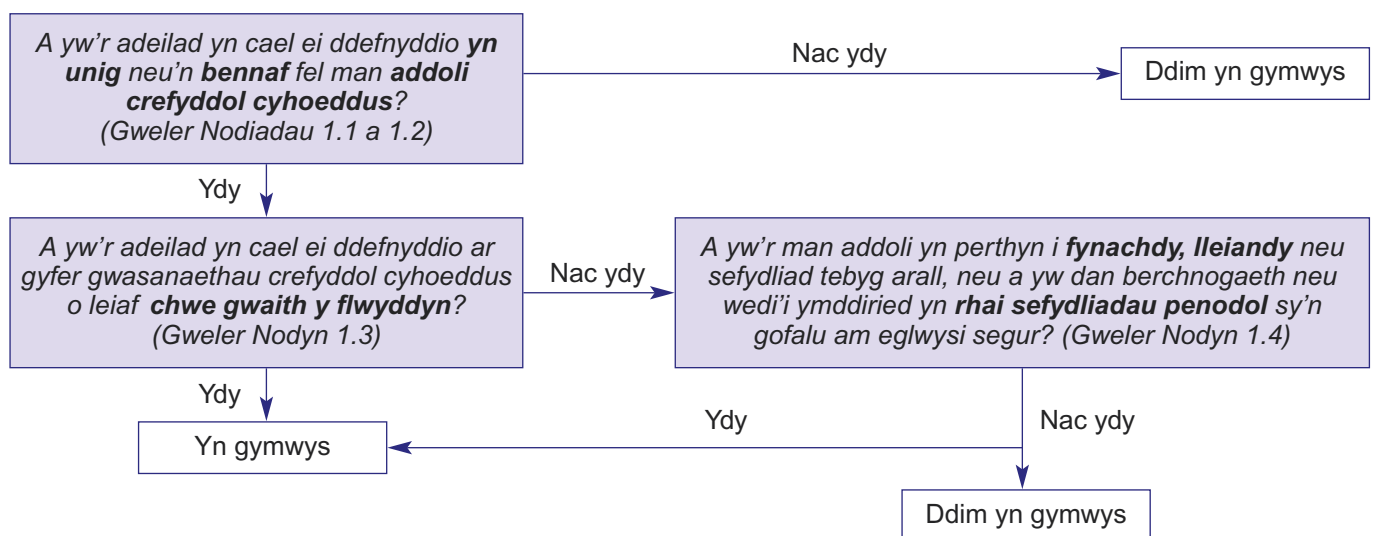 A yw'r adeilad yn cael ei ddefnyddio yn
unig neu'n bennaf fel man addoli
crefyddol cyhoeddus?
(Gweler Nodiadau 1.1 a 1.2)
Nac ydy
Ddim yn gymwys
Ydy
A yw'r adeilad yn cael ei ddefnyddio ar
gyfer gwasanaethau crefyddol cyhoeddus
o leiaf chwe gwaith y flwyddyn?
(Gweler Nodyn 1.3)
Nac ydy
A yw'r man addoli yn perthyn i fynachdy, lleiandy neu
sefydliad tebyg arall, neu a yw dan berchnogaeth neu
wedi'i ymddiried yn rhai sefydliadau penodol sy'n
gofalu am eglwysi segur? (Gweler Nodyn 1.4)
Ydy
Yn gymwys
Ydy
Nac ydy
Ddim yn gymwys